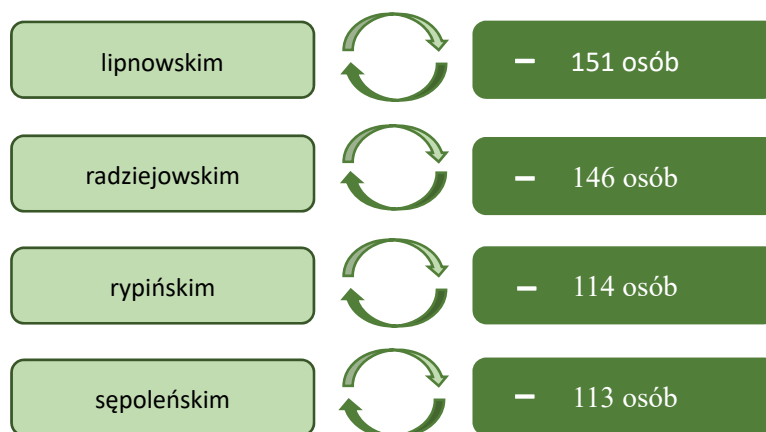 lipnowskim – 151 osób
radziejowskim – 146 osób
rypińskim – 114 osób
sępoleńskim – 113 osób